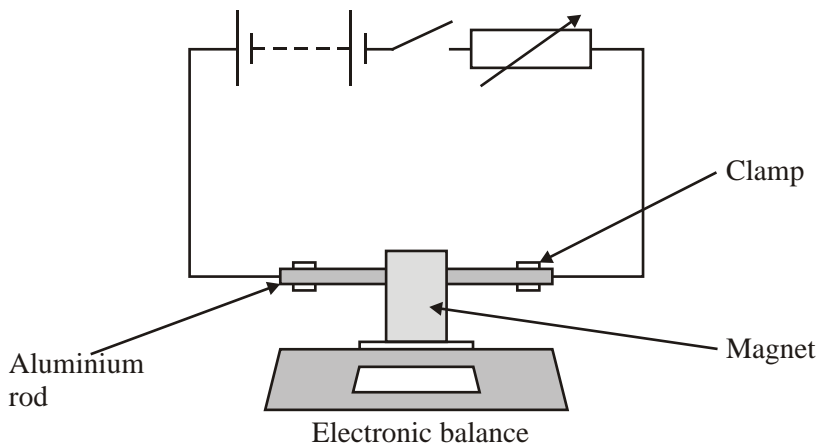 Clamp
Magnet
Aluminium
rod
Electronic balance